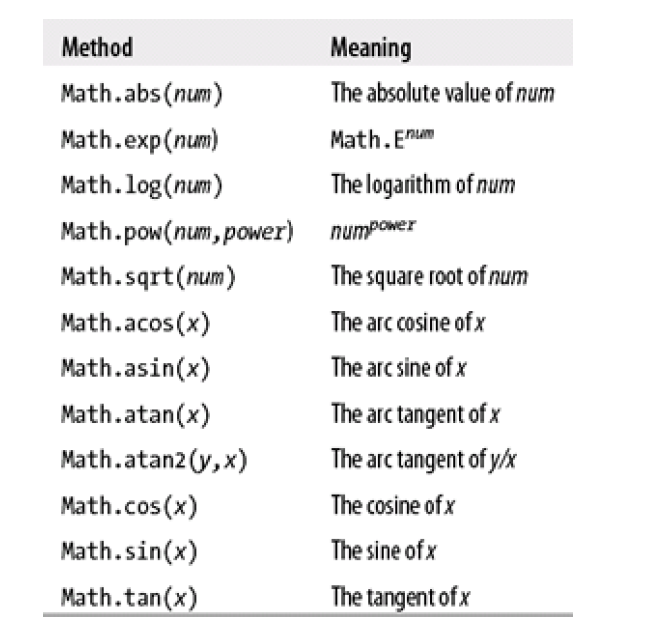 Method Meaning
Math.abs(num) The absolute value of num
Math.exp(num) Math.E^num
Math.log(num) The logarithm of num
Math.pow(num,power) num^power
Math.sqrt(num) The square root of num
Math.acos(x) The arc cosine of x
Math.asin(x) The arc sine of x
Math.atan(x) The arc tangent of x
Math.atan2(y,x) The arc tangent of y/x
Math.cos(x) The cosine of x
Math.sin(x) The sine of x
Math.tan(x) The tangent of x